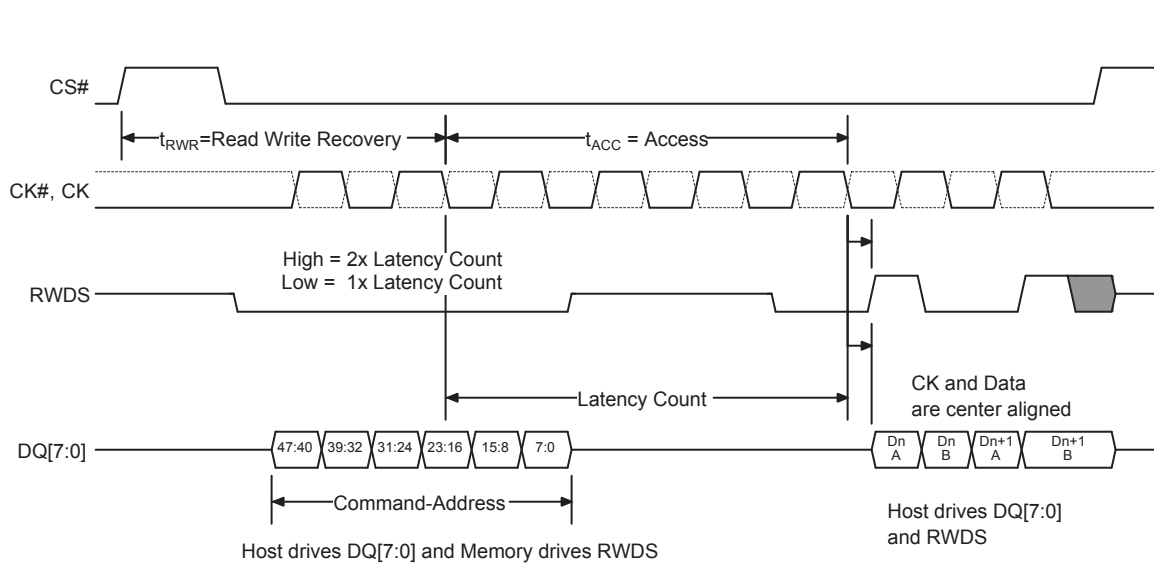 CS#
tRWR=Read Write Recovery
tACC = Access
CK#, CK
High = 2x Latency Count
Low = 1x Latency Count
RWDS
Latency Count
CK and Data
are center aligned
DQ[7:0]
47:40 39:32 31:24 23:16 15:8 7:0
Dn Dn Dn+1 Dn+1
A B A B
Command-Address
Host drives DQ[7:0]
and RWDS
Host drives DQ[7:0] and Memory drives RWDS